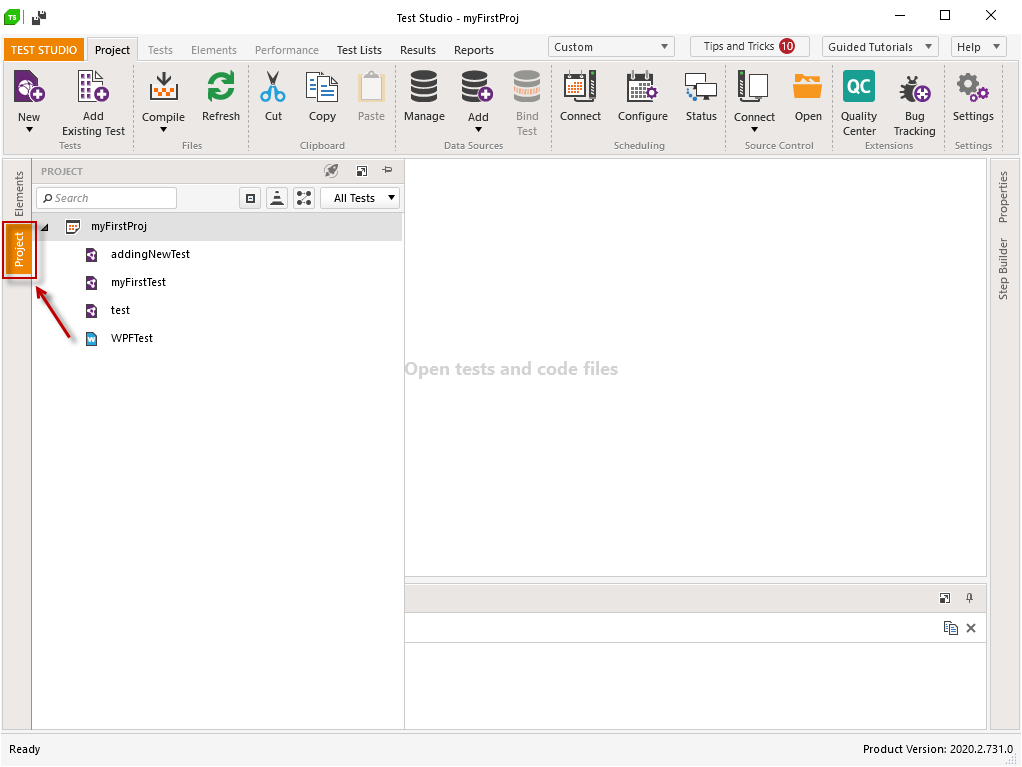 TS
Test Studio - myFirstProj
TEST STUDIO Project Tests Elements Performance Test Lists Results Reports Custom Tips and Tricks 10 Guided Tutorials Help
New Add Existing Test Compile Refresh Cut Copy Paste Manage Add Bind Test Connect Configure Status Connect Open QC Quality Center Bug Tracking Settings
Tests Files Clipboard Data Sources Scheduling Source Control Extensions Settings
Elements
Project
PROJECT
Search All Tests
myFirstProj
addingNewTest
myFirstTest
test
W WPFTest
Open tests and code files
Properties
Step Builder
Ready Product Version: 2020.2.731.0